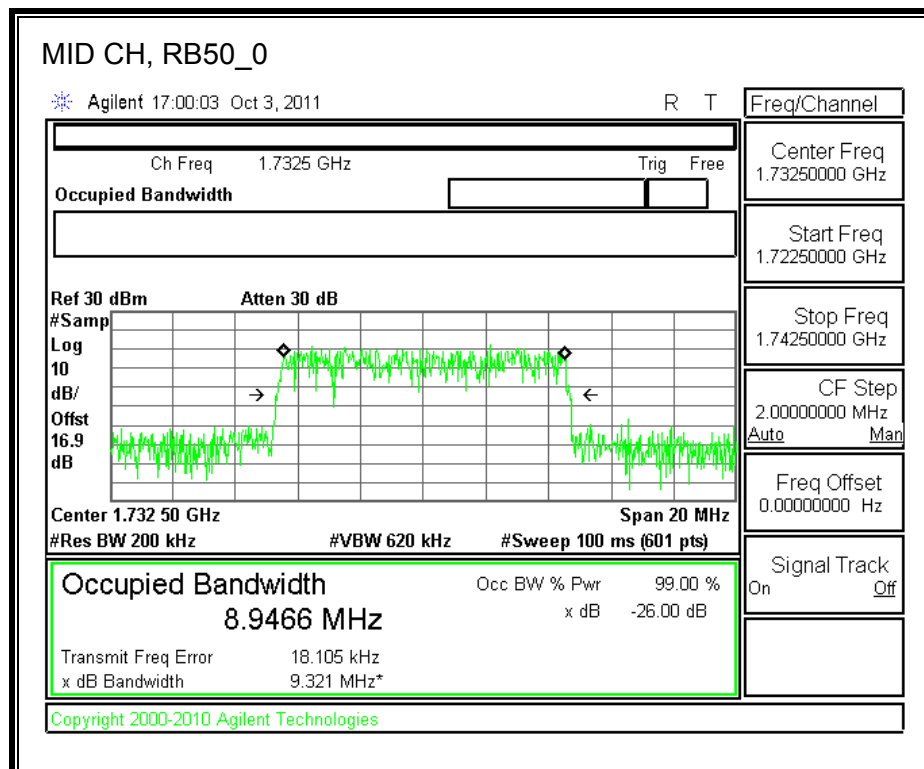 MID CH, RB50_0
Agilent 17:00:03 Oct 3, 2011 R T
Ch Freq 1.7325 GHz Trig Free
Occupied Bandwidth
Ref 30 dBm Atten 30 dB
#Samp
Log
10
dB/
Offst
16.9
dB
Center 1.732 50 GHz Span 20 MHz
#Res BW 200 kHz #VBW 620 kHz #Sweep 100 ms (601 pts)
Occupied Bandwidth Occ BW % Pwr 99.00 %
8.9466 MHz x dB -26.00 dB
Transmit Freq Error 18.105 kHz
x dB Bandwidth 9.321 MHz*
Copyright 2000-2010 Agilent Technologies
Freq/Channel
Center Freq
1.73250000 GHz
Start Freq
1.72250000 GHz
Stop Freq
1.74250000 GHz
CF Step
2.00000000 MHz
Auto Man
Freq Offset
0.00000000 Hz
Signal Track
On Off